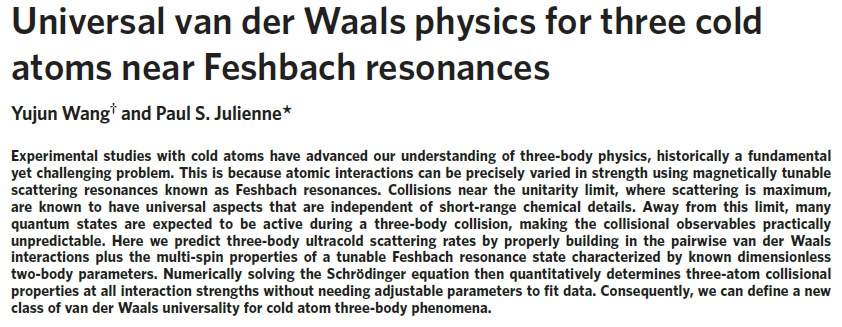 Universal van der Waals physics for three cold
atoms near Feshbach resonances
Yujun Wang† and Paul S. Julienne★
Experimental studies with cold atoms have advanced our understanding of three-body physics, historically a fundamental
yet challenging problem. This is because atomic interactions can be precisely varied in strength using magnetically tunable
scattering resonances known as Feshbach resonances. Collisions near the unitarity limit, where scattering is maximum,
are known to have universal aspects that are independent of short-range chemical details. Away from this limit, many
quantum states are expected to be active during a three-body collision, making the collisional observables practically
unpredictable. Here we predict three-body ultracold scattering rates by properly building in the pairwise van der Waals
interactions plus the multi-spin properties of a tunable Feshbach resonance state characterized by known dimensionless
two-body parameters. Numerically solving the Schrödinger equation then quantitatively determines three-atom collisional
properties at all interaction strengths without needing adjustable parameters to fit data. Consequently, we can define a new
class of van der Waals universality for cold atom three-body phenomena.